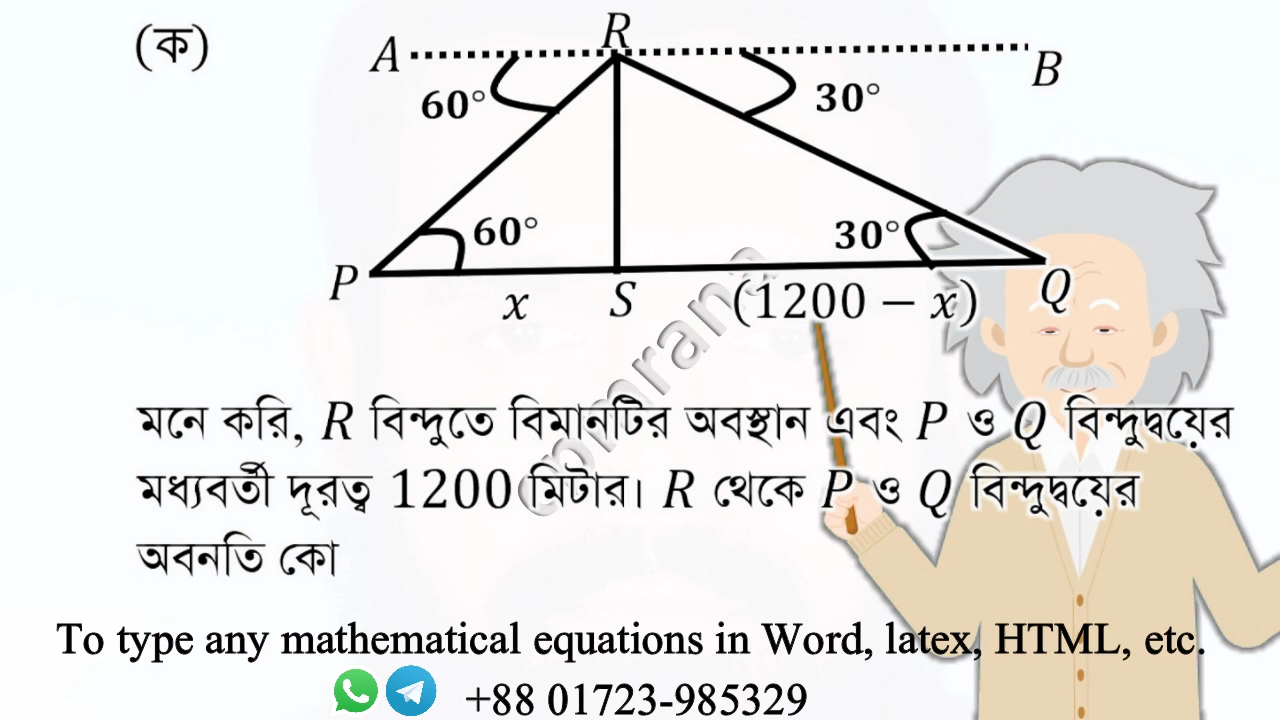 (ক)
A R B
60° 30°
60° 30°
P x S (1200 − x) Q
pmrana
মনে করি, R বিন্দুতে বিমানটির অবস্থান এবং P ও Q বিন্দুদ্বয়ের
মধ্যবর্তী দূরত্ব 1200 মিটার। R থেকে P ও Q বিন্দুদ্বয়ের
অবনতি কো
To type any mathematical equations in Word, latex, HTML, etc.
+88 01723-985329